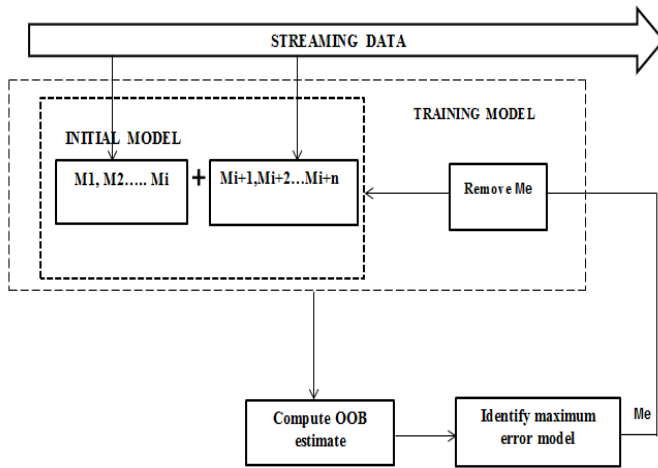 STREAMING DATA
TRAINING MODEL
INITIAL MODEL
M1, M2..... Mi
+
Mi+1,Mi+2...Mi+n
Remove Me
Compute OOB
estimate
Identify maximum
error model
Me